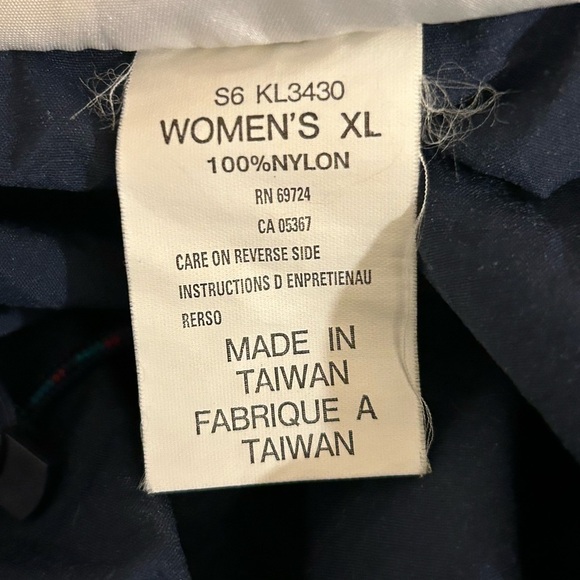 S6 KL3430
WOMEN'S XL
100%NYLON
RN 69724
CA 05367
CARE ON REVERSE SIDE
INSTRUCTIONS D ENPRETIENAU
RERSO
MADE IN
TAIWAN
FABRIQUE A
TAIWAN